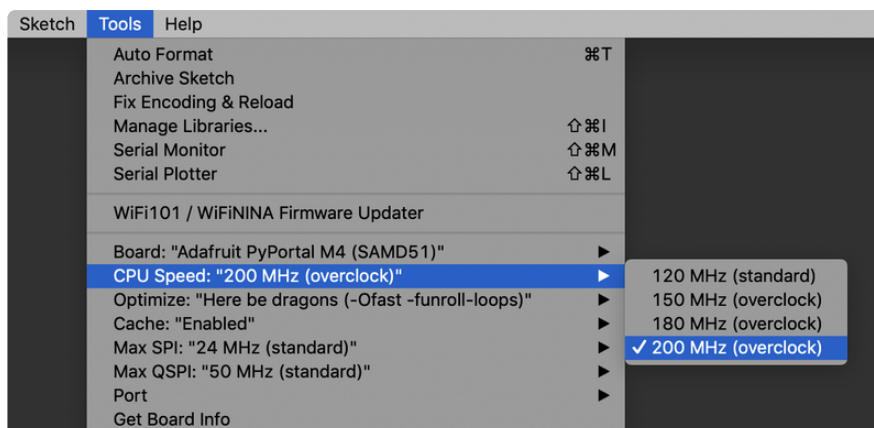 Sketch Tools Help
Auto Format ⌘T
Archive Sketch
Fix Encoding & Reload
Manage Libraries... ⇧⌘I
Serial Monitor ⇧⌘M
Serial Plotter ⇧⌘L
WiFi101 / WiFiNINA Firmware Updater
Board: "Adafruit PyPortal M4 (SAMD51)" ▶
CPU Speed: "200 MHz (overclock)" ▶
Optimize: "Here be dragons (-Ofast -funroll-loops)" ▶
Cache: "Enabled" ▶
Max SPI: "24 MHz (standard)" ▶
Max QSPI: "50 MHz (standard)" ▶
Port ▶
Get Board Info
120 MHz (standard)
150 MHz (overclock)
180 MHz (overclock)
✓ 200 MHz (overclock)